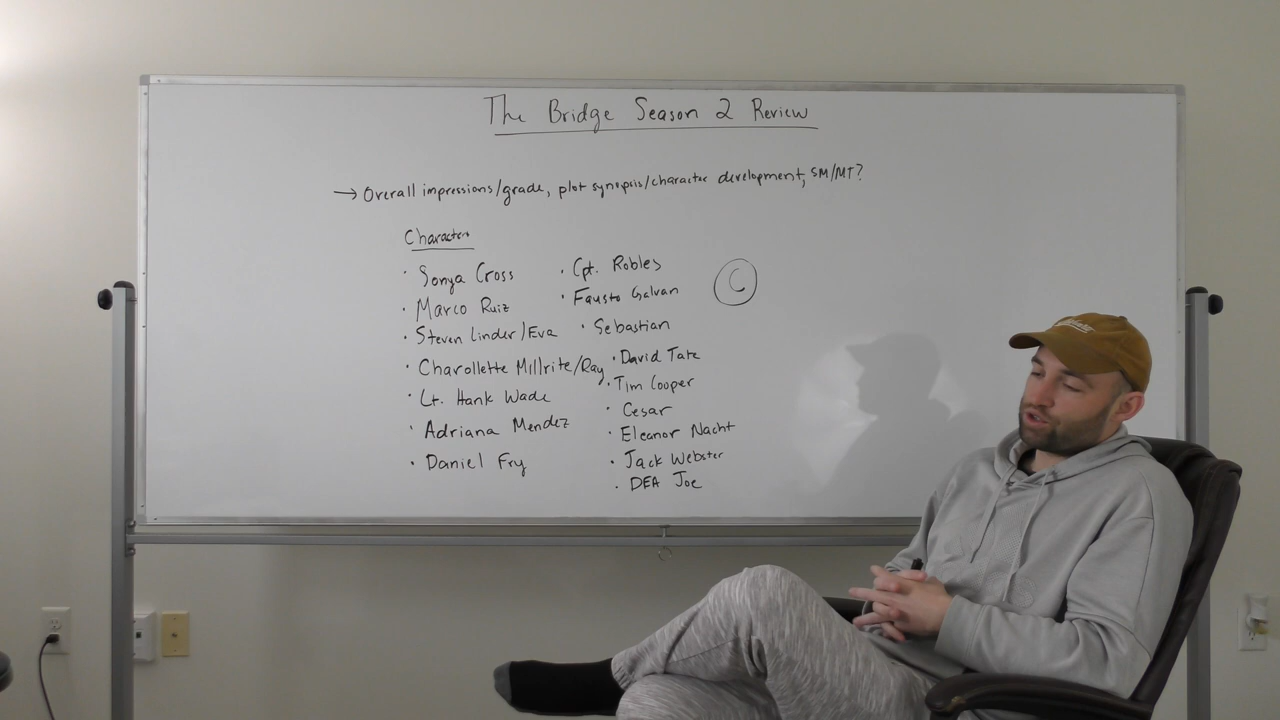 The Bridge Season 2 Review
→ Overall impressions/grade, plot synopsis/character development, SM/MT?
Characters
· Sonya Cross
· Marco Ruiz
· Steven Linder/Eva
· Charollette Millrite/Ray
· Lt. Hank Wade
· Adriana Mendez
· Daniel Fry
· Cpt. Robles
· Fausto Galvan
· Sebastian
· David Tate
· Tim Cooper
· Cesar
· Eleanor Nacht
· Jack Webster
· DEA Joe
C